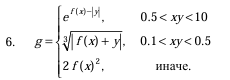 6. g = { e^{f(x)−|y|}, 0.5 < xy < 10
∛|f(x) + y|, 0.1 < xy < 0.5
2 f(x)², иначе.